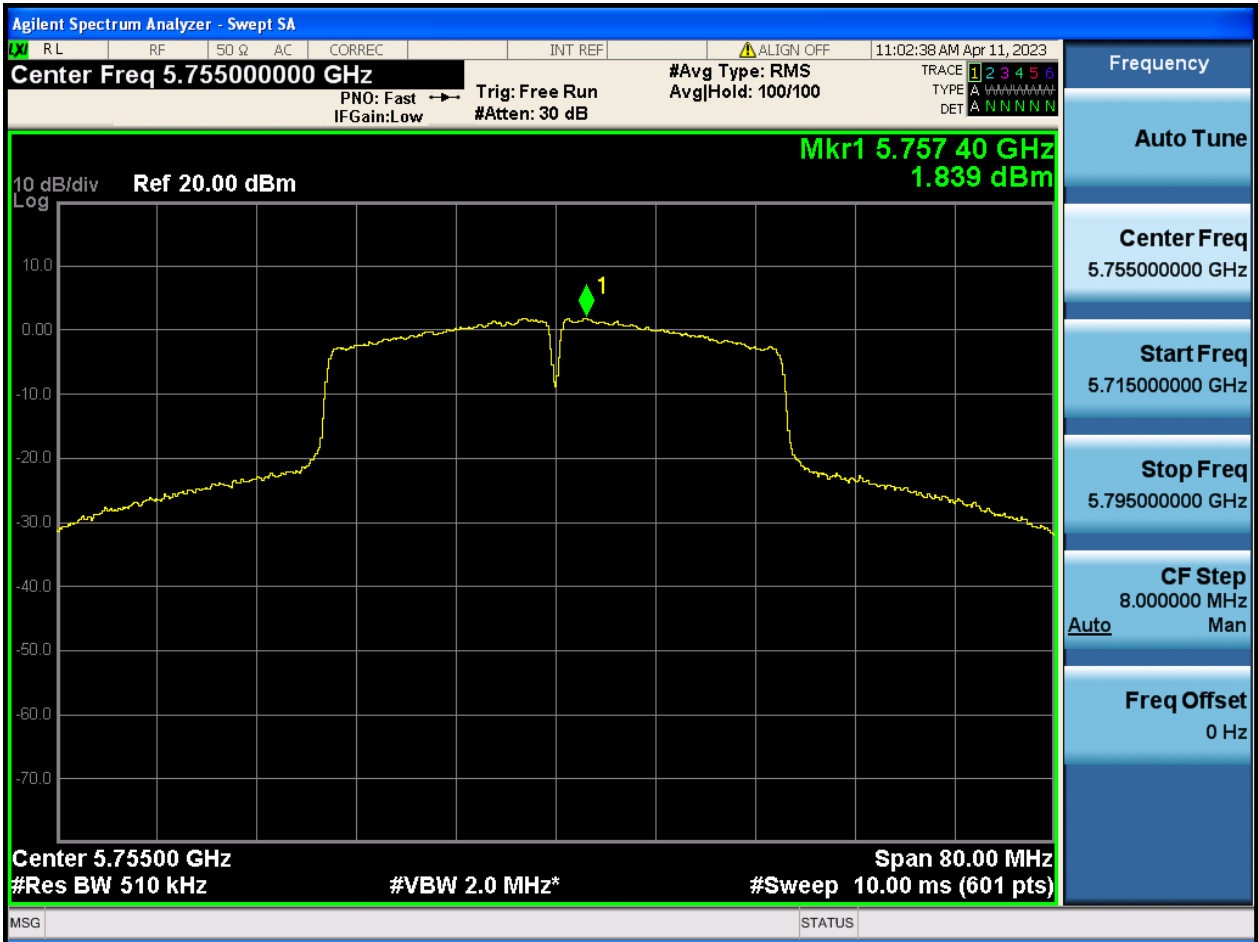 Agilent Spectrum Analyzer - Swept SA
LXI RL RF 50 Ω AC CORREC INT REF ALIGN OFF 11:02:38 AM Apr 11, 2023
Center Freq 5.755000000 GHz
PNO: Fast
IFGain:Low
Trig: Free Run
#Atten: 30 dB
#Avg Type: RMS
Avg|Hold: 100/100
TRACE 1 2 3 4 5 6
TYPE A WWWWW
DET A N N N N N
Mkr1 5.757 40 GHz
1.839 dBm
10 dB/div Ref 20.00 dBm
Log
10.0
1
0.00
-10.0
-20.0
-30.0
-40.0
-50.0
-60.0
-70.0
Center 5.75500 GHz Span 80.00 MHz
#Res BW 510 kHz #VBW 2.0 MHz* #Sweep 10.00 ms (601 pts)
MSG STATUS
Frequency
Auto Tune
Center Freq
5.755000000 GHz
Start Freq
5.715000000 GHz
Stop Freq
5.795000000 GHz
CF Step
8.000000 MHz
Auto Man
Freq Offset
0 Hz